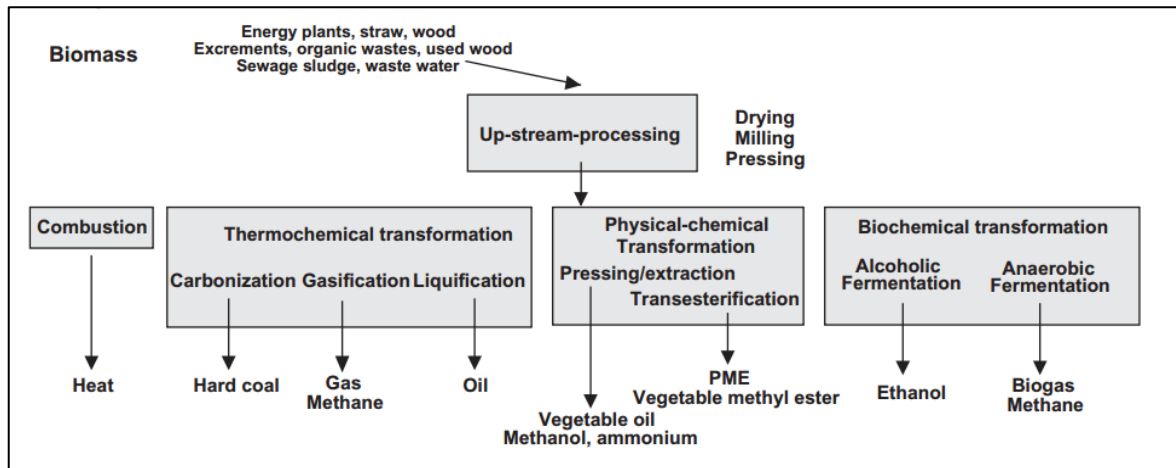 Biomass
Energy plants, straw, wood
Excrements, organic wastes, used wood
Sewage sludge, waste water
Up-stream-processing
Drying
Milling
Pressing
Combustion
Thermochemical transformation
Carbonization Gasification Liquification
Physical-chemical
Transformation
Pressing/extraction
Transesterification
Biochemical transformation
Alcoholic
Fermentation
Anaerobic
Fermentation
Heat
Hard coal
Gas
Methane
Oil
Vegetable oil
Methanol, ammonium
PME
Vegetable methyl ester
Ethanol
Biogas
Methane